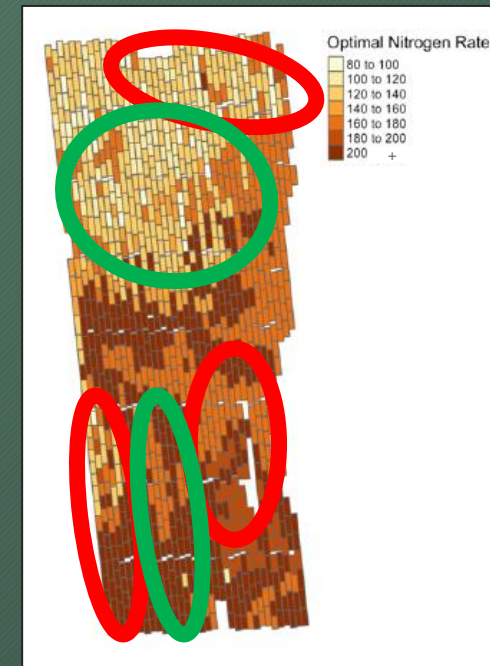 Optimal Nitrogen Rate
80 to 100
100 to 120
120 to 140
140 to 160
160 to 180
180 to 200
200 +